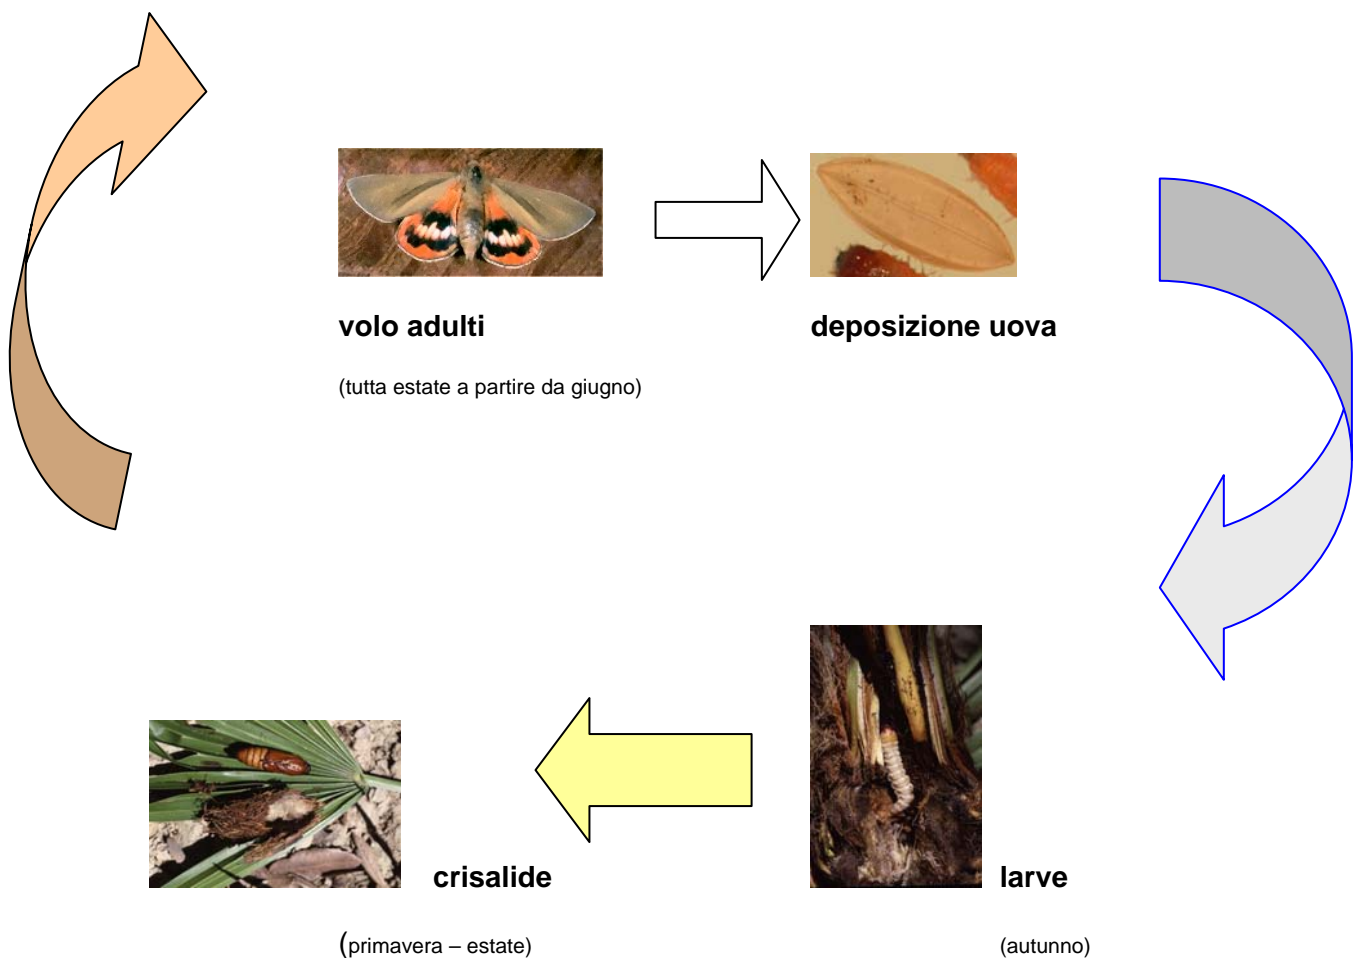 volo adulti
deposizione uova
(tutta estate a partire da giugno)
crisalide
larve
(primavera – estate)
(autunno)